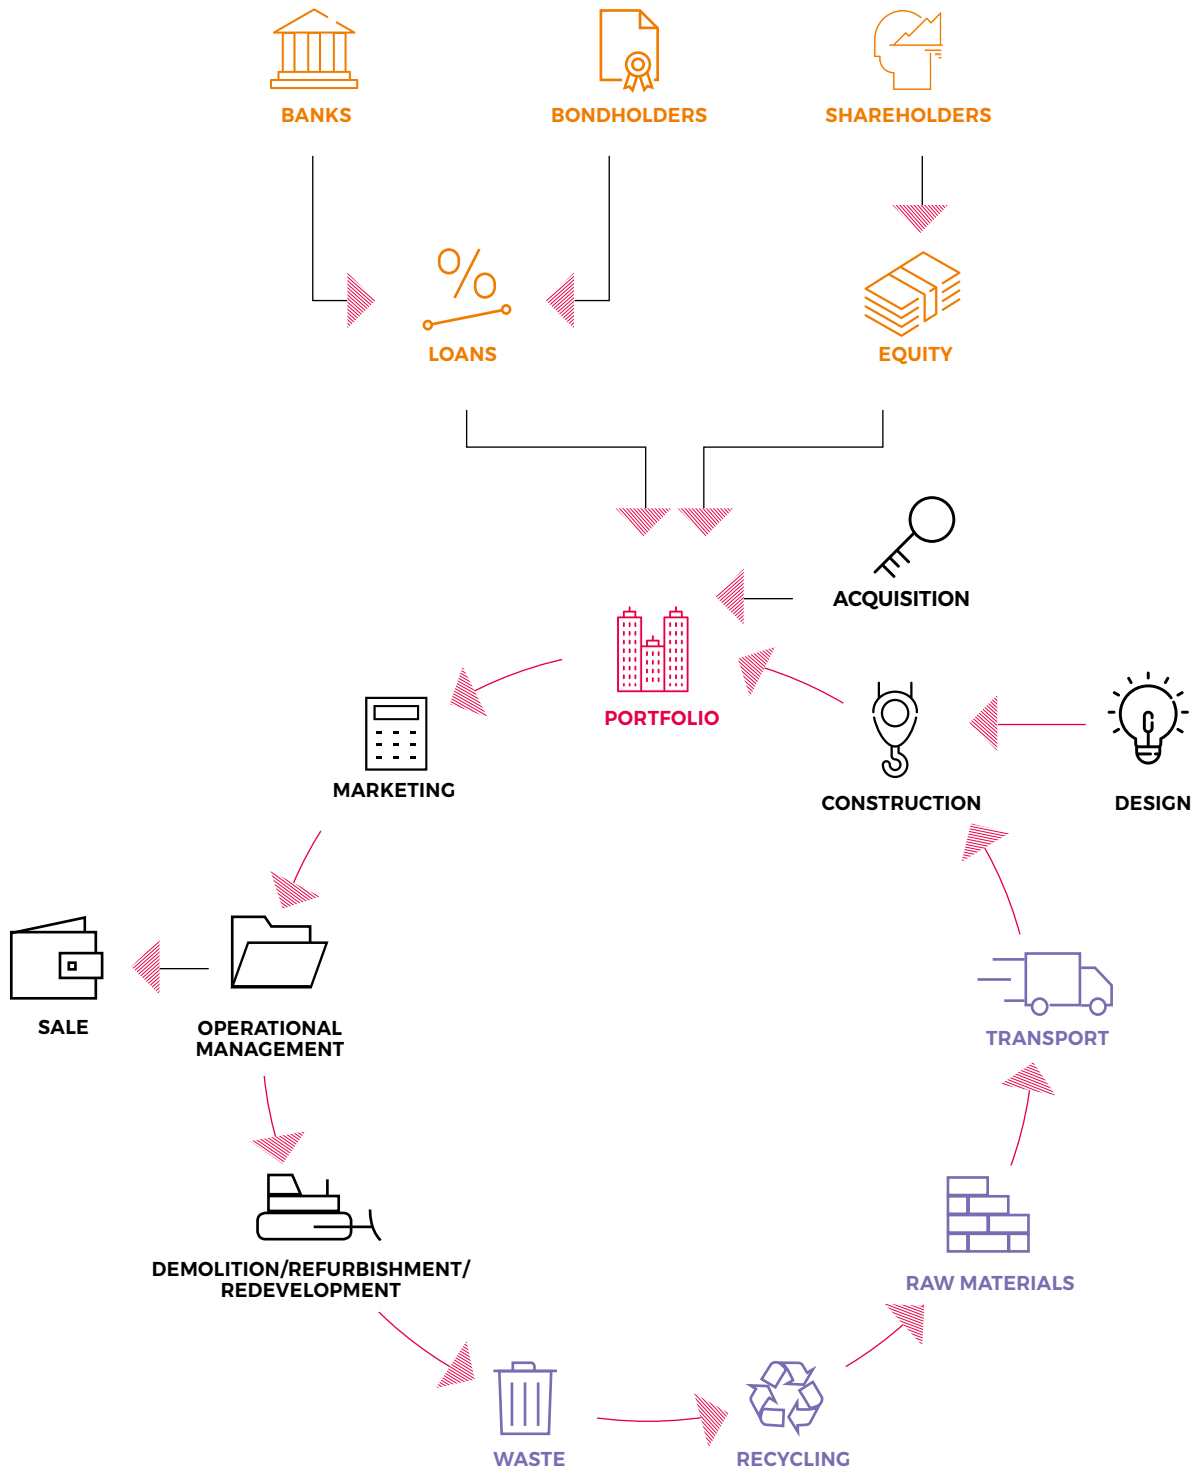 BANKS
BONDHOLDERS
SHAREHOLDERS
%
LOANS
EQUITY
ACQUISITION
PORTFOLIO
MARKETING
CONSTRUCTION
DESIGN
SALE
OPERATIONAL
MANAGEMENT
TRANSPORT
DEMOLITION/REFURBISHMENT/
REDEVELOPMENT
RAW MATERIALS
WASTE
RECYCLING